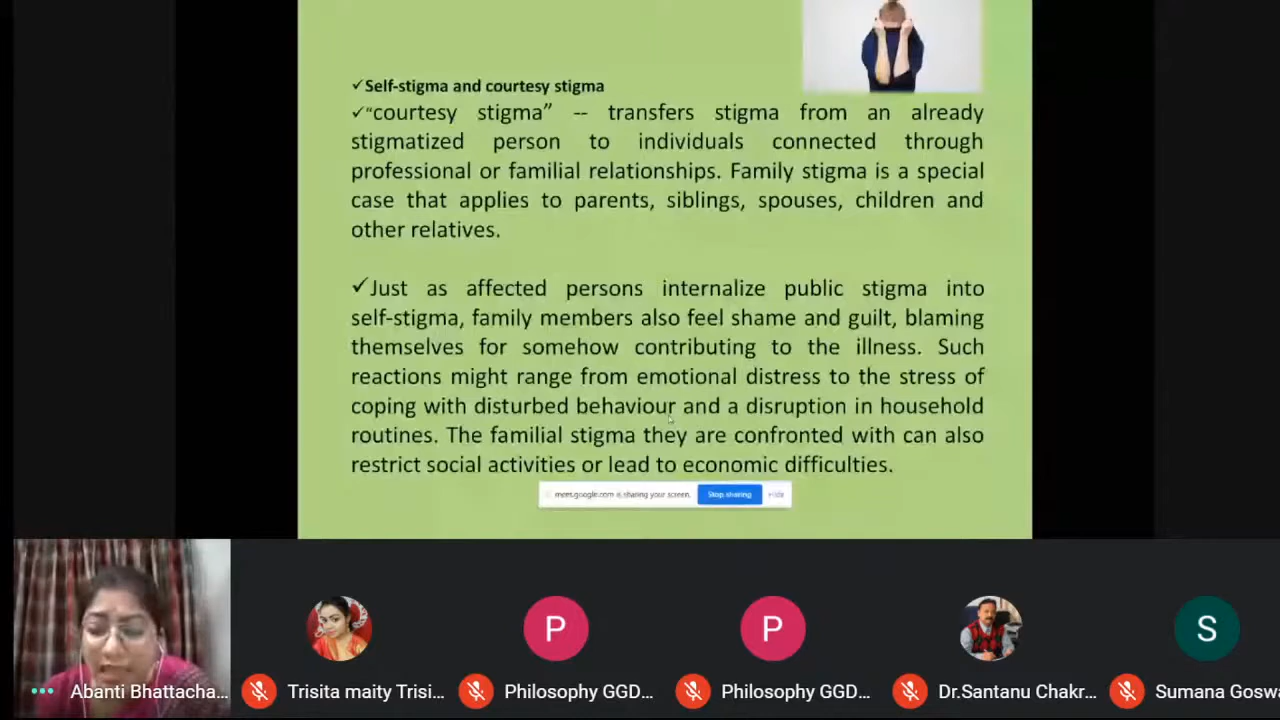 ✓Self-stigma and courtesy stigma
✓“courtesy stigma” -- transfers stigma from an already
stigmatized person to individuals connected through
professional or familial relationships. Family stigma is a special
case that applies to parents, siblings, spouses, children and
other relatives.
✓Just as affected persons internalize public stigma into
self-stigma, family members also feel shame and guilt, blaming
themselves for somehow contributing to the illness. Such
reactions might range from emotional distress to the stress of
coping with disturbed behaviour and a disruption in household
routines. The familial stigma they are confronted with can also
restrict social activities or lead to economic difficulties.
meet.google.com is sharing your screen. Stop sharing Hide
P P S
Abanti Bhattacha... Trisita maity Trisi... Philosophy GGD... Philosophy GGD... Dr.Santanu Chakr... Sumana Gosw